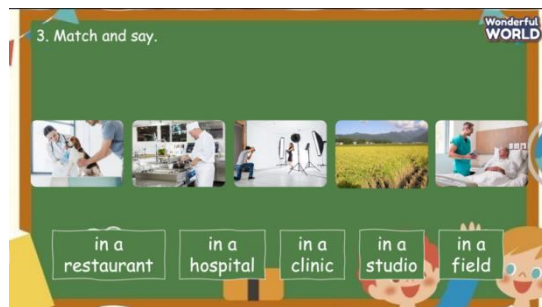 Wonderful
WORLD
3. Match and say.
in a
restaurant
in a
hospital
in a
clinic
in a
studio
in a
field